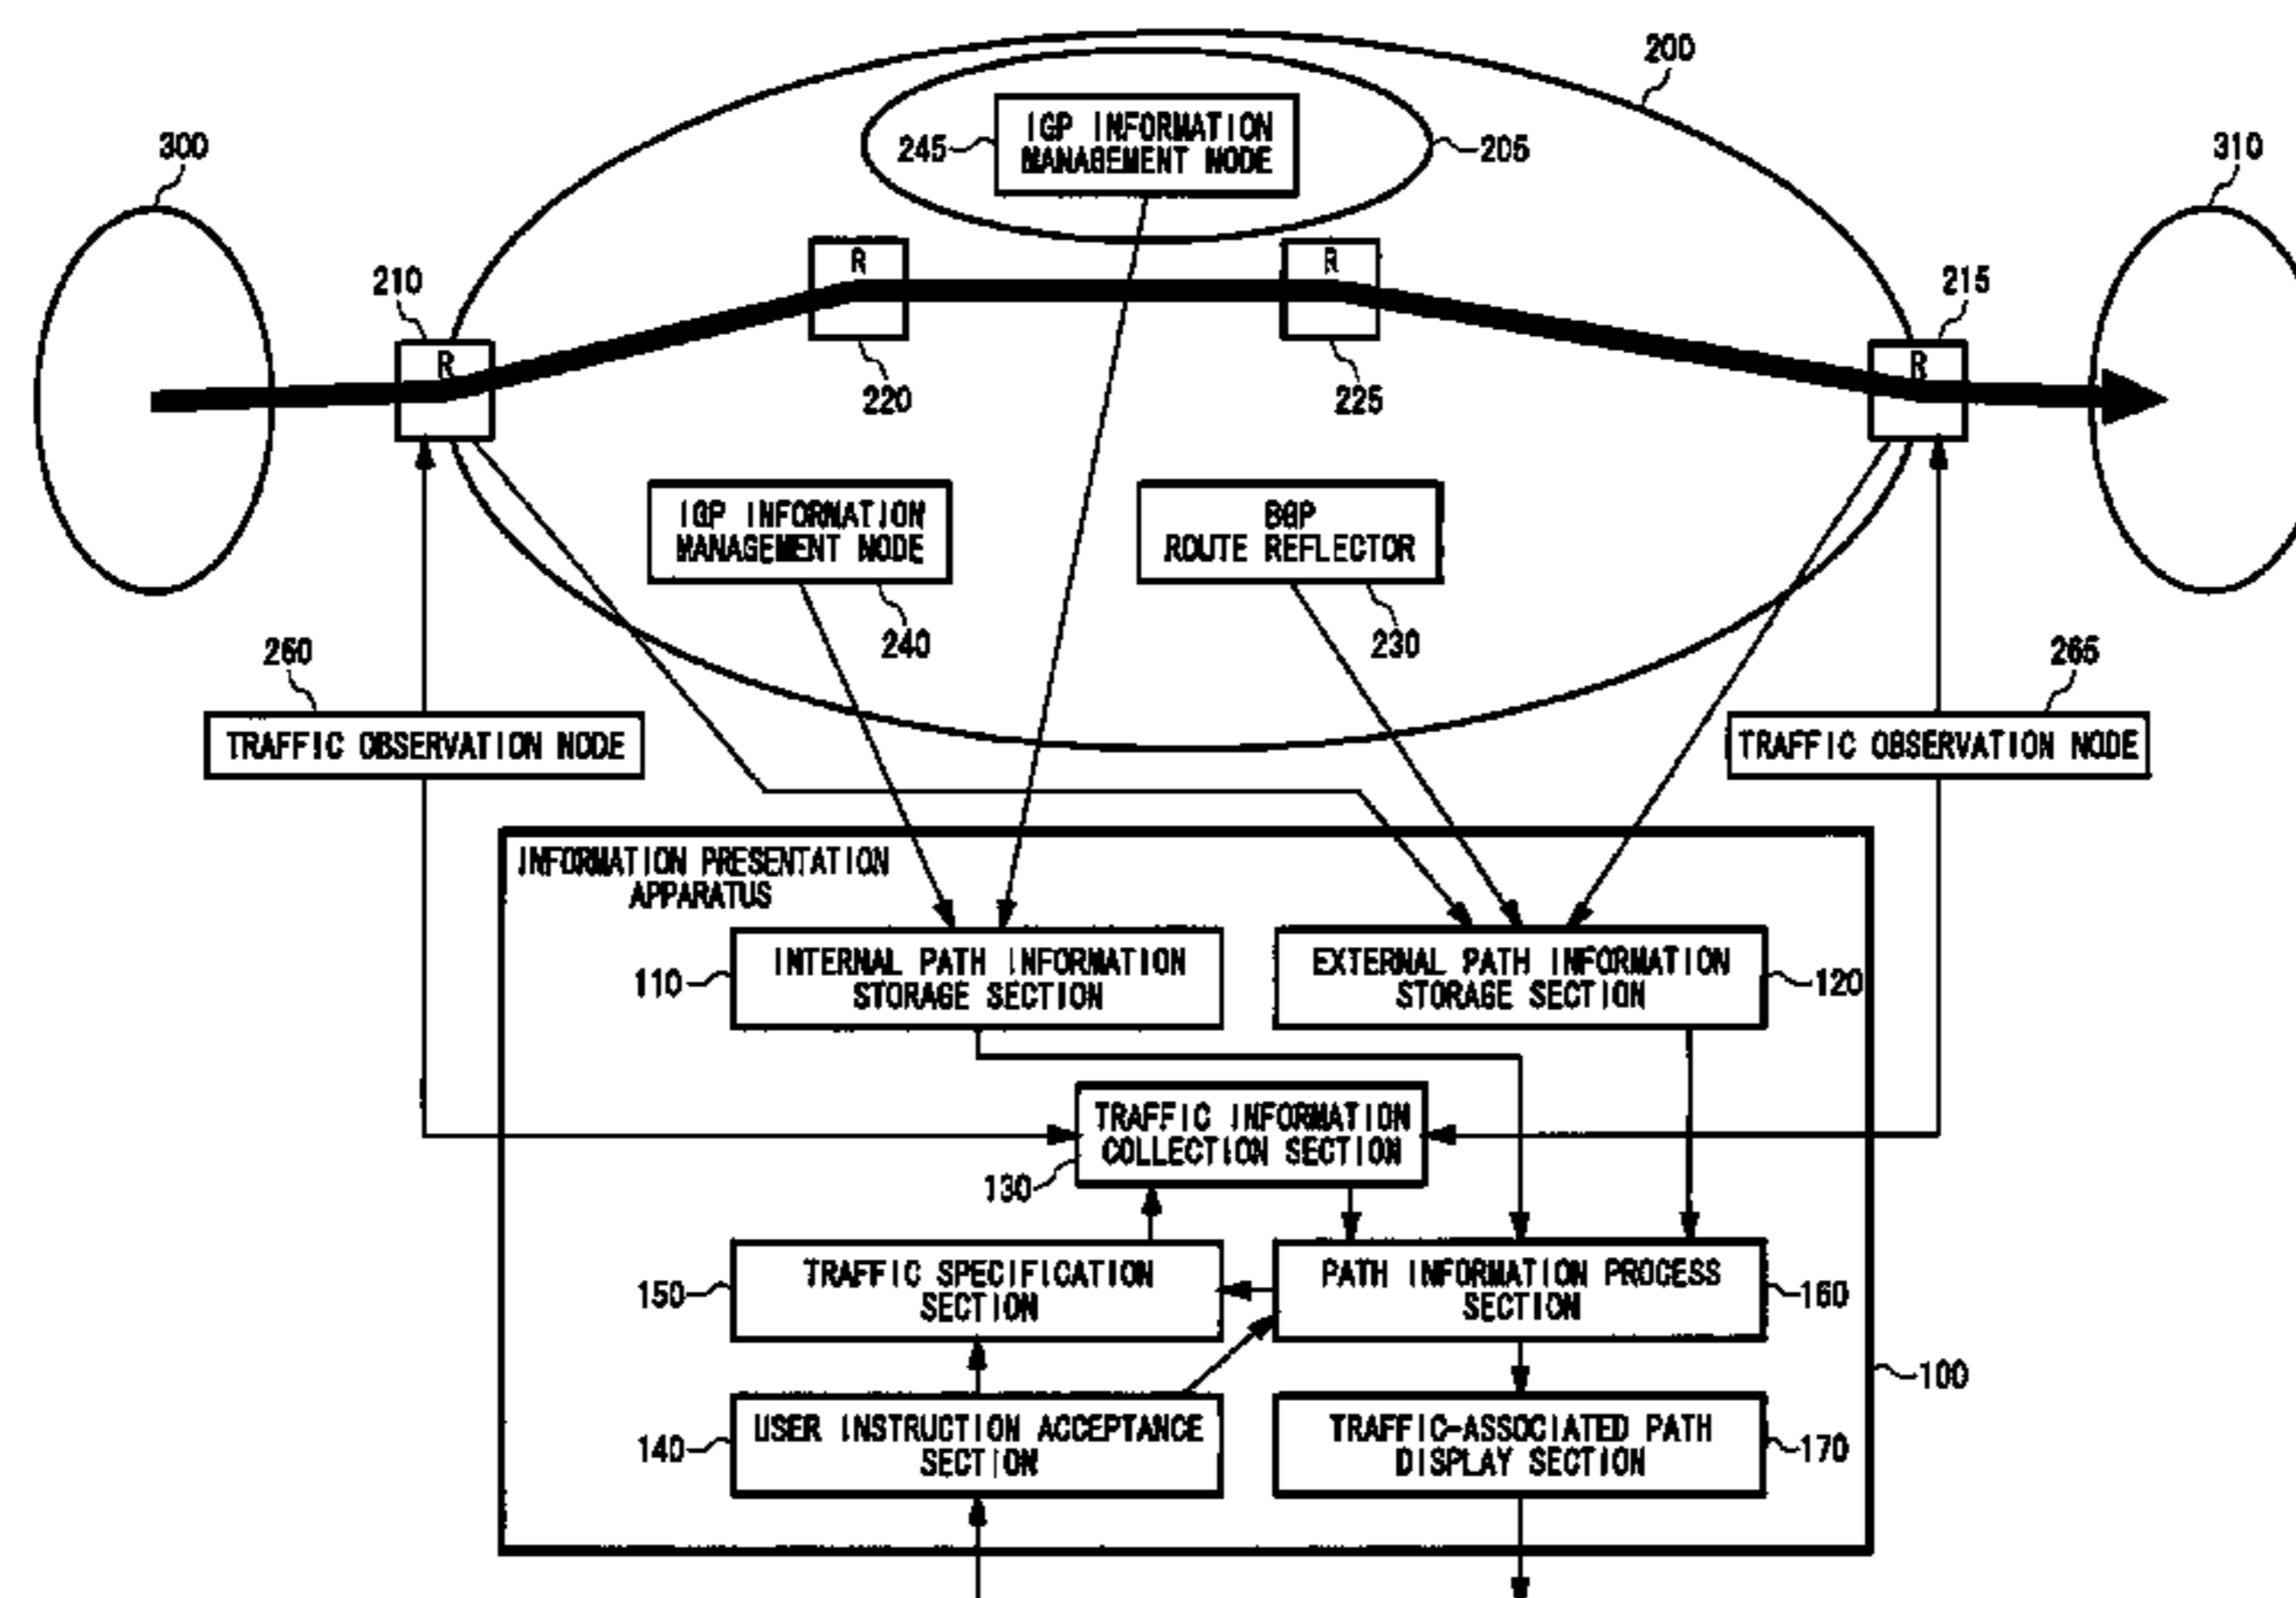 200
300
245
IGP INFORMATION
MANAGEMENT NODE
205
310
210
R
R
215
R
220
225
R
IGP INFORMATION
MANAGEMENT NODE
BGP
ROUTE REFLECTOR
240
230
260
265
TRAFFIC OBSERVATION NODE
TRAFFIC OBSERVATION NODE
INFORMATION PRESENTATION
APPARATUS
110
INTERNAL PATH INFORMATION
STORAGE SECTION
EXTERNAL PATH INFORMATION
STORAGE SECTION
120
TRAFFIC INFORMATION
COLLECTION SECTION
130
150
TRAFFIC SPECIFICATION
SECTION
PATH INFORMATION PROCESS
SECTION
160
100
140
USER INSTRUCTION ACCEPTANCE
SECTION
TRAFFIC-ASSOCIATED PATH
DISPLAY SECTION
170